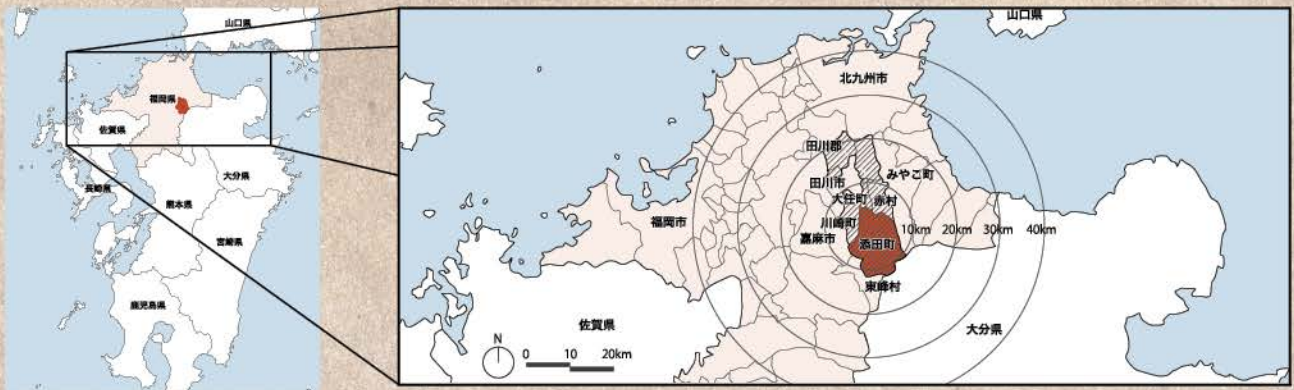 山口県
福岡県
佐賀県
長崎県
大分県
熊本県
宮崎県
鹿児島県
山口県
北九州市
田川郡
みやこ町
田川市
大任町
赤村
福岡市
川崎町
10km 20km 30km 40km
嘉麻市
添田町
東峰村
佐賀県
大分県
N
0 10 20km